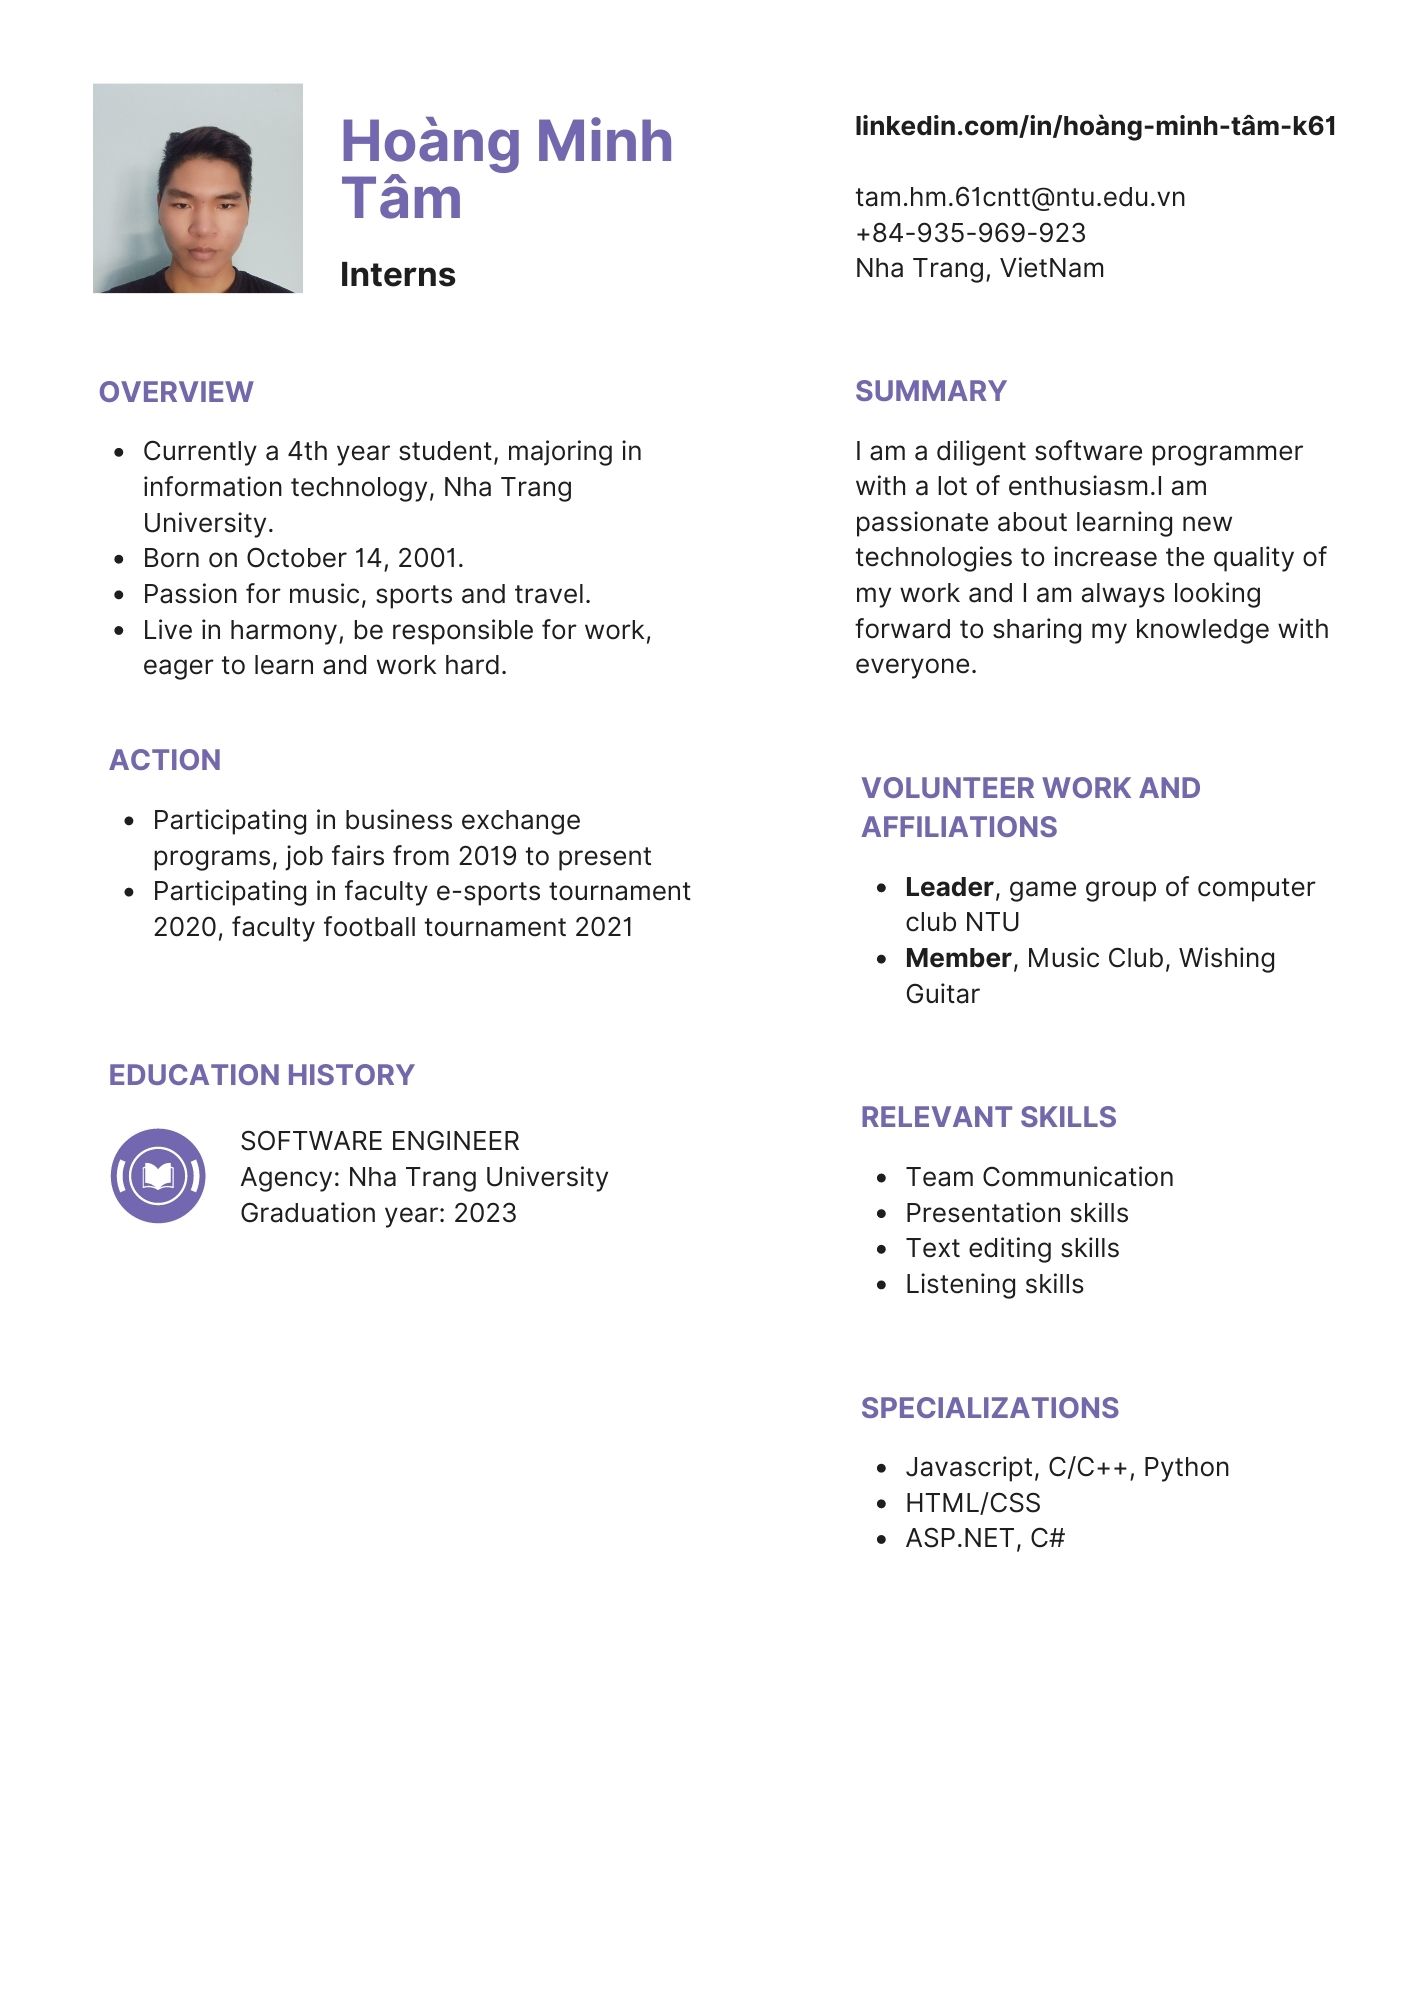 Hoàng Minh
Tâm
Interns
linkedin.com/in/hoàng-minh-tâm-k61
tam.hm.61cntt@ntu.edu.vn
+84-935-969-923
Nha Trang, VietNam
OVERVIEW
Currently a 4th year student, majoring in
information technology, Nha Trang
University.
Born on October 14, 2001.
Passion for music, sports and travel.
Live in harmony, be responsible for work,
eager to learn and work hard.
ACTION
Participating in business exchange
programs, job fairs from 2019 to present
Participating in faculty e-sports tournament
2020, faculty football tournament 2021
EDUCATION HISTORY
SOFTWARE ENGINEER
Agency: Nha Trang University
Graduation year: 2023
SUMMARY
I am a diligent software programmer
with a lot of enthusiasm.I am
passionate about learning new
technologies to increase the quality of
my work and I am always looking
forward to sharing my knowledge with
everyone.
VOLUNTEER WORK AND
AFFILIATIONS
Leader, game group of computer
club NTU
Member, Music Club, Wishing
Guitar
RELEVANT SKILLS
Team Communication
Presentation skills
Text editing skills
Listening skills
SPECIALIZATIONS
Javascript, C/C++, Python
HTML/CSS
ASP.NET, C#